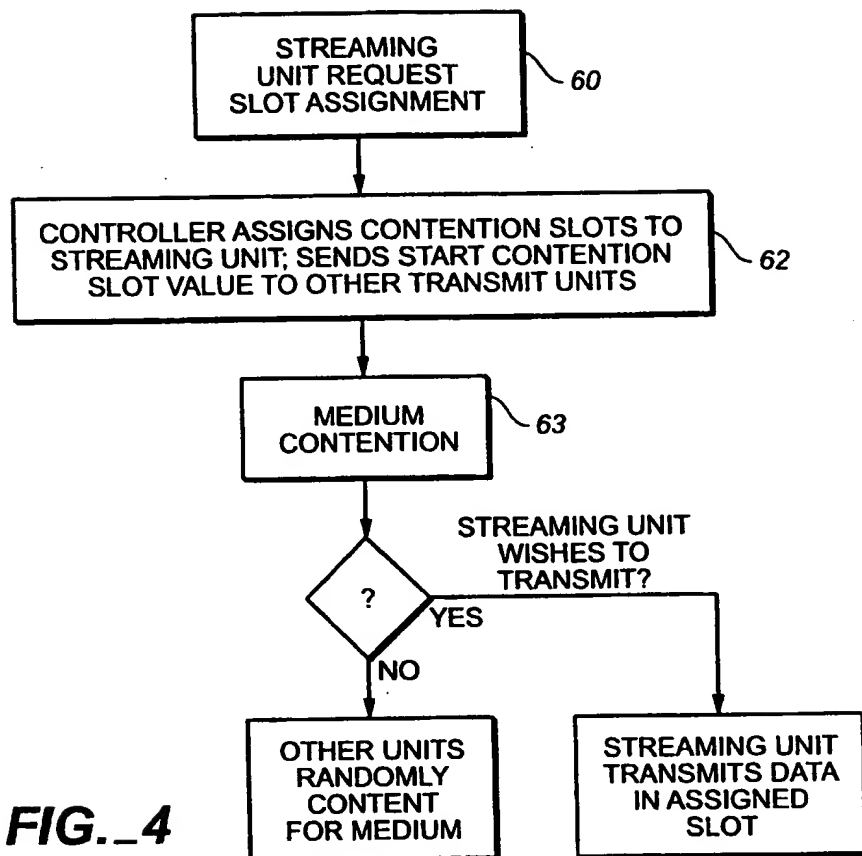 STREAMING
UNIT REQUEST
SLOT ASSIGNMENT
60
CONTROLLER ASSIGNS CONTENTION SLOTS TO
STREAMING UNIT; SENDS START CONTENTION
SLOT VALUE TO OTHER TRANSMIT UNITS
62
MEDIUM
CONTENTION
63
STREAMING UNIT
WISHES TO
TRANSMIT?
?
YES
NO
OTHER UNITS
RANDOMLY
CONTENT
FOR MEDIUM
STREAMING UNIT
TRANSMITS DATA
IN ASSIGNED
SLOT
FIG._4